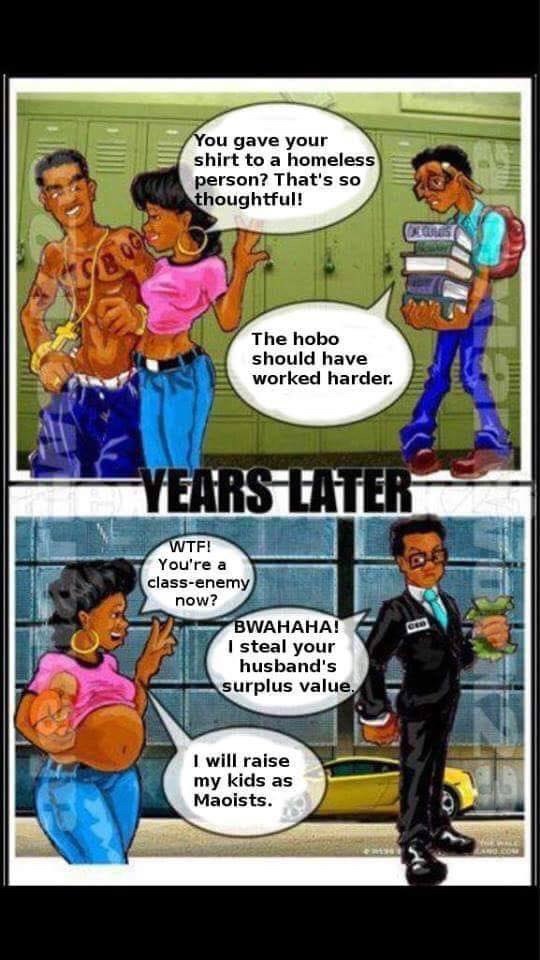 You gave your
shirt to a homeless
person? That's so
thoughtful!
The hobo
should have
worked harder.
YEARS LATER
WTF!
You're a
class-enemy
now?
BWAHAHA!
I steal your
husband's
surplus value.
CEO
I will raise
my kids as
Maoists.